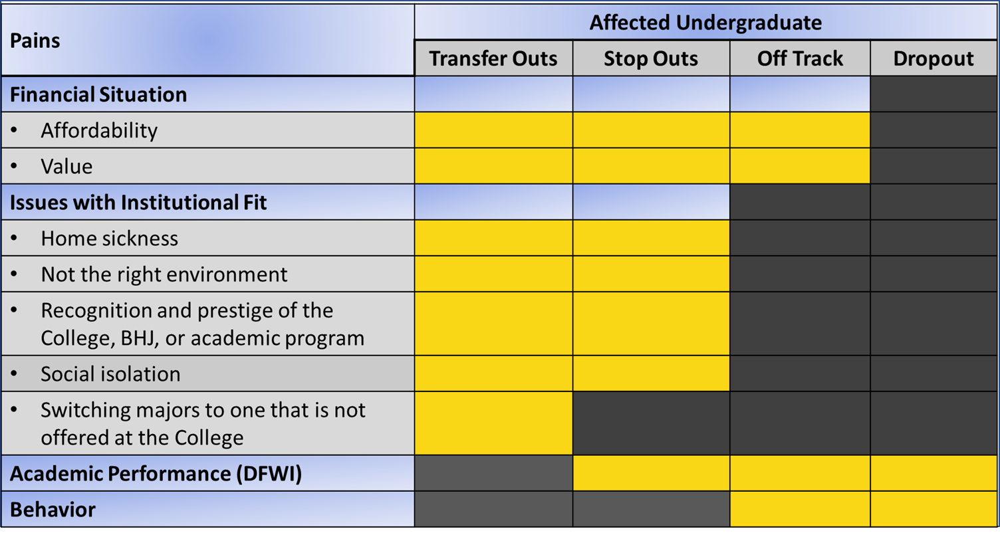 Pains
Affected Undergraduate
Transfer Outs
Stop Outs
Off Track
Dropout
Financial Situation
• Affordability
• Value
Issues with Institutional Fit
• Home sickness
• Not the right environment
• Recognition and prestige of the
College, BHJ, or academic program
• Social isolation
• Switching majors to one that is not
offered at the College
Academic Performance (DFWI)
Behavior